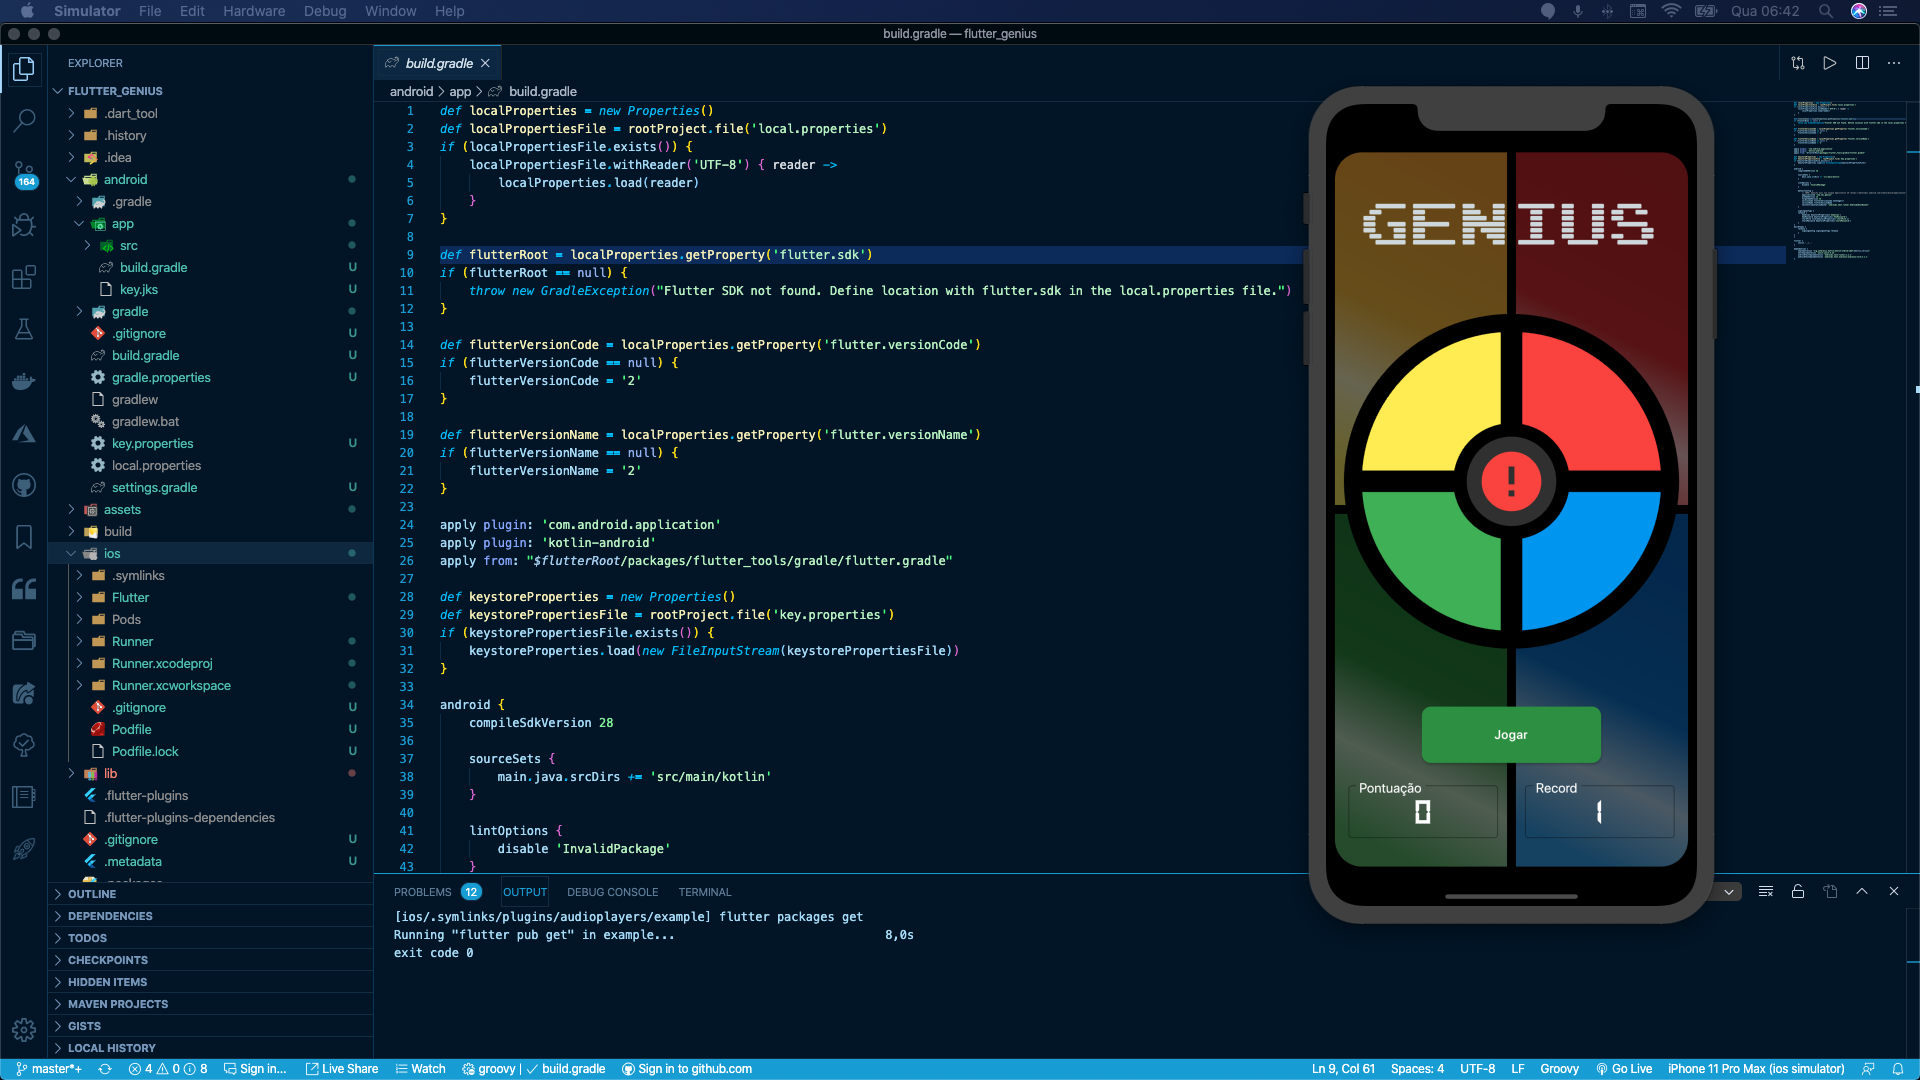 Simulator File Edit Hardware Debug Window Help
Qua 06:42
build.gradle — flutter_genius
EXPLORER
FLUTTER_GENIUS
.dart_tool
.history
.idea
android
.gradle
app
src
build.gradle U
key.jks U
gradle
.gitignore U
build.gradle U
gradle.properties U
gradlew
gradlew.bat
key.properties U
local.properties
settings.gradle U
assets
build
ios
.symlinks
Flutter
Pods
Runner
Runner.xcodeproj
Runner.xcworkspace
.gitignore U
Podfile U
Podfile.lock U
lib
.flutter-plugins
.flutter-plugins-dependencies
.gitignore U
.metadata U
OUTLINE
DEPENDENCIES
TODOS
CHECKPOINTS
HIDDEN ITEMS
MAVEN PROJECTS
GISTS
LOCAL HISTORY
164
build.gradle
android > app > build.gradle
1 def localProperties = new Properties()
2 def localPropertiesFile = rootProject.file('local.properties')
3 if (localPropertiesFile.exists()) {
4 localPropertiesFile.withReader('UTF-8') { reader ->
5 localProperties.load(reader)
6 }
7 }
8
9 def flutterRoot = localProperties.getProperty('flutter.sdk')
10 if (flutterRoot == null) {
11 throw new GradleException("Flutter SDK not found. Define location with flutter.sdk in the local.properties file.")
12 }
13
14 def flutterVersionCode = localProperties.getProperty('flutter.versionCode')
15 if (flutterVersionCode == null) {
16 flutterVersionCode = '2'
17 }
18
19 def flutterVersionName = localProperties.getProperty('flutter.versionName')
20 if (flutterVersionName == null) {
21 flutterVersionName = '2'
22 }
23
24 apply plugin: 'com.android.application'
25 apply plugin: 'kotlin-android'
26 apply from: "$flutterRoot/packages/flutter_tools/gradle/flutter.gradle"
27
28 def keystoreProperties = new Properties()
29 def keystorePropertiesFile = rootProject.file('key.properties')
30 if (keystorePropertiesFile.exists()) {
31 keystoreProperties.load(new FileInputStream(keystorePropertiesFile))
32 }
33
34 android {
35 compileSdkVersion 28
36
37 sourceSets {
38 main.java.srcDirs += 'src/main/kotlin'
39 }
40
41 lintOptions {
42 disable 'InvalidPackage'
43 }
GENIUS
!
Jogar
Pontuação
0
Record
1
PROBLEMS 12 OUTPUT DEBUG CONSOLE TERMINAL
[ios/.symlinks/plugins/audioplayers/example] flutter packages get
Running "flutter pub get" in example... 8,0s
exit code 0
master*+ 4 0 8 Sign in... Live Share Watch groovy | build.gradle Sign in to github.com
Ln 9, Col 61 Spaces: 4 UTF-8 LF Groovy Go Live iPhone 11 Pro Max (ios simulator)